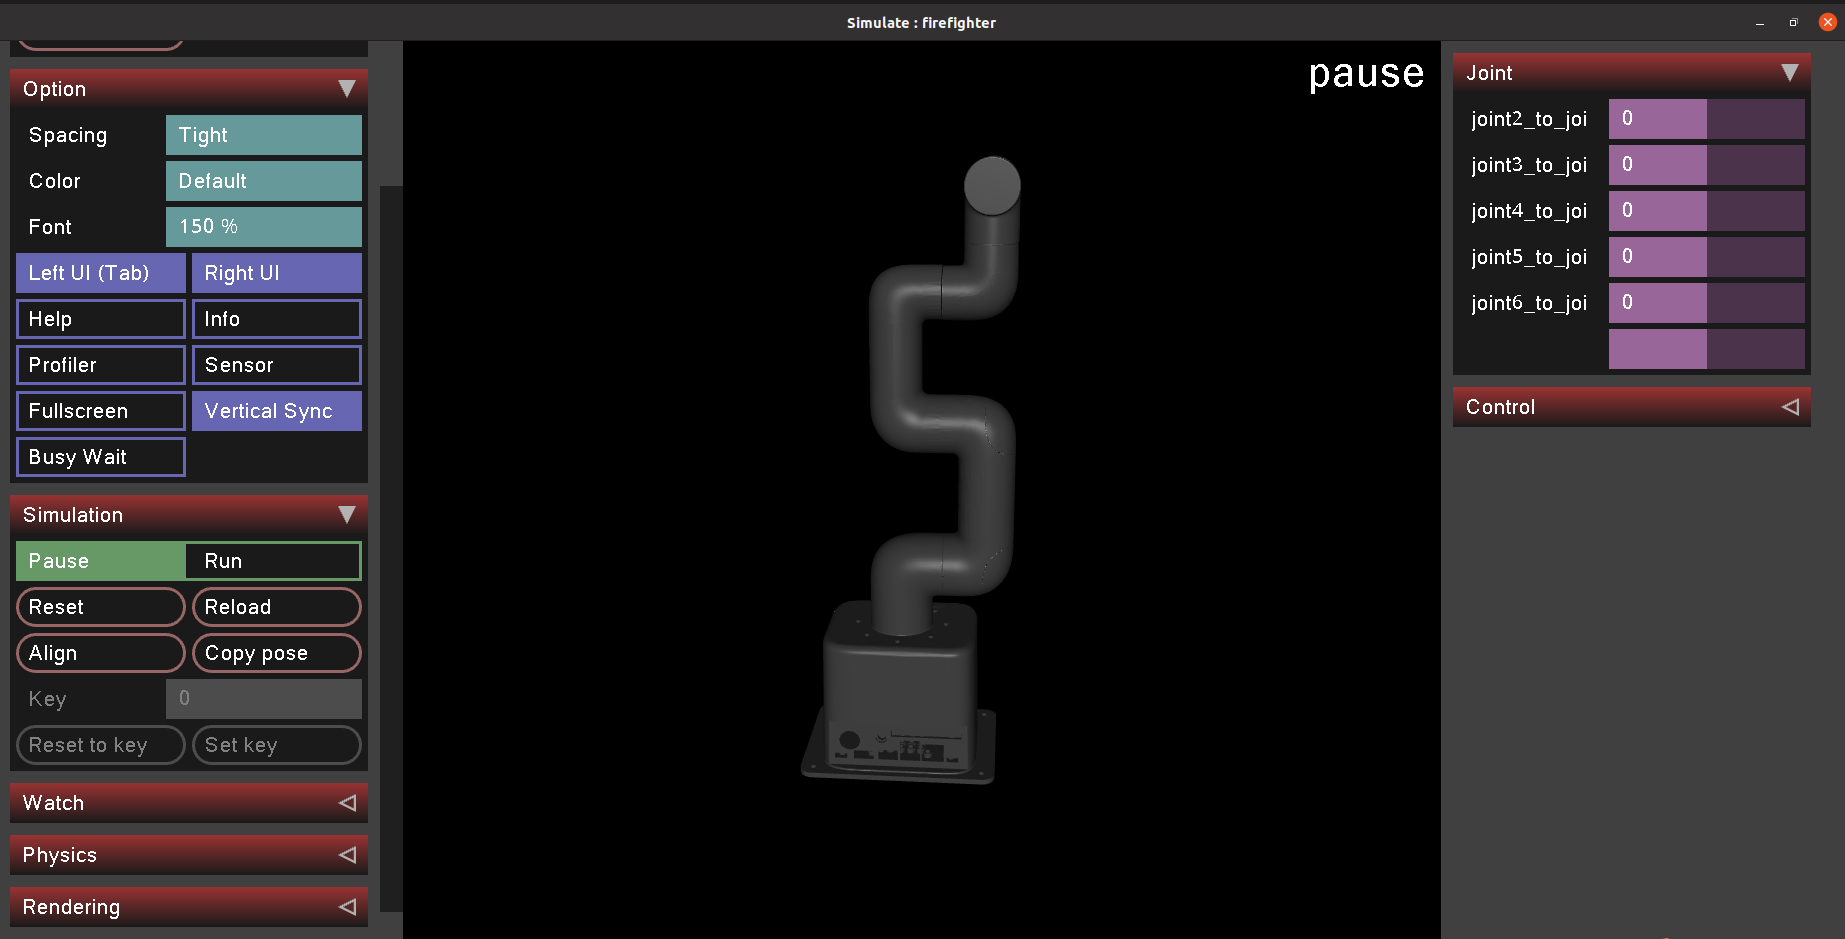 Simulate : firefighter
Option
Spacing Tight
Color Default
Font 150 %
Left UI (Tab) Right UI
Help Info
Profiler Sensor
Fullscreen Vertical Sync
Busy Wait
Simulation
Pause Run
Reset Reload
Align Copy pose
Key 0
Reset to key Set key
Watch
Physics
Rendering
pause
Joint
joint2_to_joi 0
joint3_to_joi 0
joint4_to_joi 0
joint5_to_joi 0
joint6_to_joi 0
Control